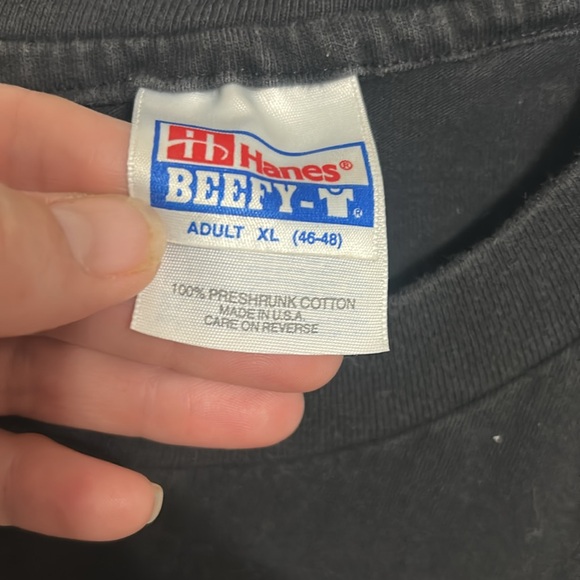 Hanes®
BEEFY-T®
ADULT XL (46-48)
100% PRESHRUNK COTTON
MADE IN U.S.A.
CARE ON REVERSE